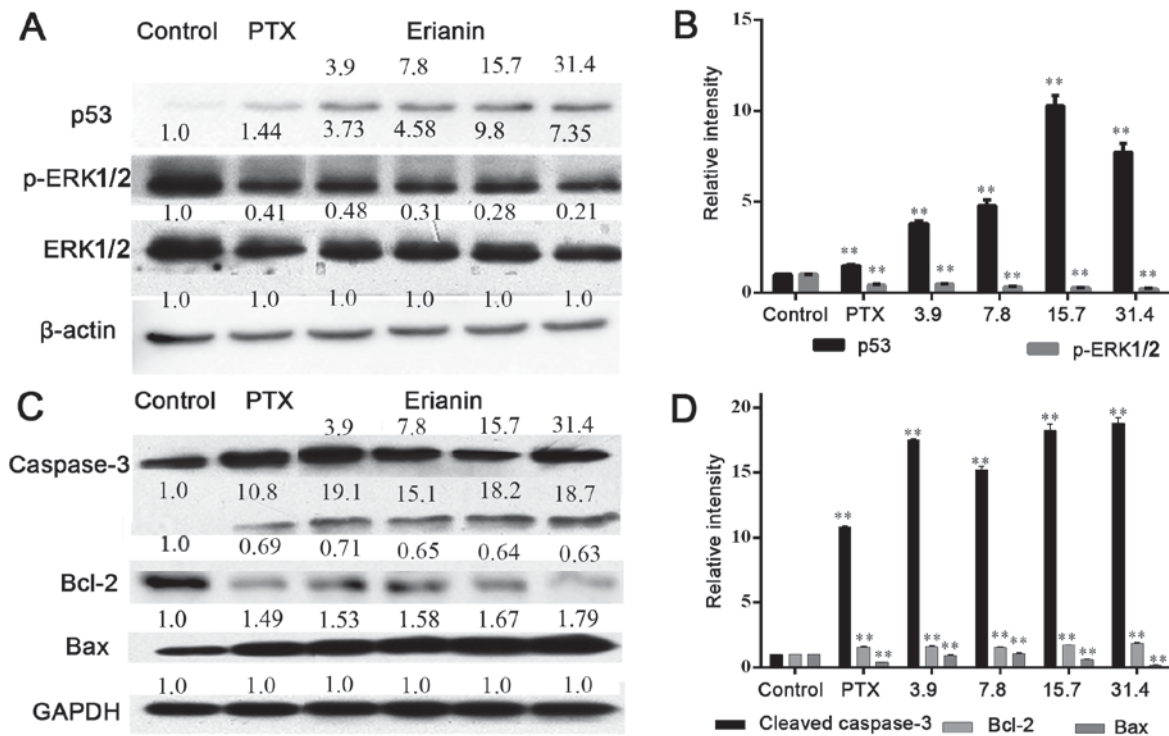 A
Control PTX Erianin
3.9 7.8 15.7 31.4
p53
1.0 1.44 3.73 4.58 9.8 7.35
p-ERK1/2
1.0 0.41 0.48 0.31 0.28 0.21
ERK1/2
1.0 1.0 1.0 1.0 1.0 1.0
β-actin
B
Relative intensity
15
10
5
0
** ** ** ** ** ** ** ** ** **
Control PTX 3.9 7.8 15.7 31.4
p53 p-ERK1/2
C
Control PTX Erianin
3.9 7.8 15.7 31.4
Caspase-3
1.0 10.8 19.1 15.1 18.2 18.7
1.0 0.69 0.71 0.65 0.64 0.63
Bcl-2
1.0 1.49 1.53 1.58 1.67 1.79
Bax
1.0 1.0 1.0 1.0 1.0 1.0
GAPDH
D
Relative intensity
20
15
10
5
0
** ** ** ** ** ** ** ** ** ** ** ** ** ** **
Control PTX 3.9 7.8 15.7 31.4
Cleaved caspase-3 Bcl-2 Bax